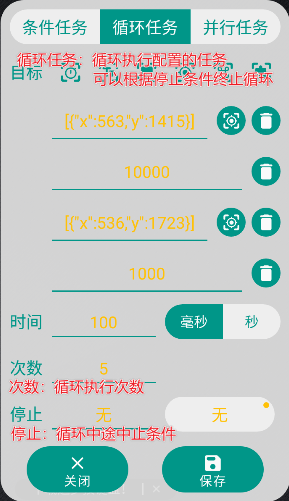 条件任务 循环任务 并行任务
循环任务：循环执行配置的任务
目标
可以根据停止条件终止循环
[{"x":563,"y":1415}]
10000
[{"x":536,"y":1723}]
1000
时间 100 毫秒 秒
次数 5
次数：循环执行次数
停止 无 无
停止：循环中途中止条件
关闭 保存